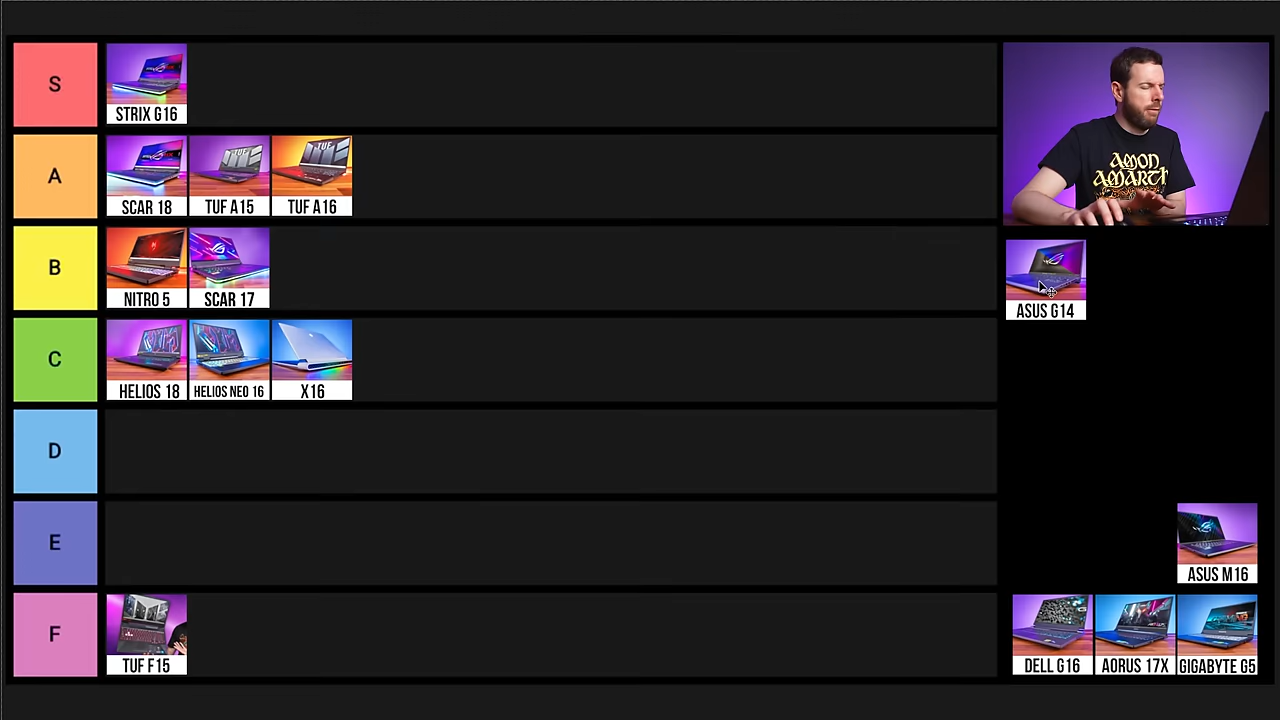 S
STRIX G16
A
SCAR 18
TUF A15
TUF A16
AMON
AMARTH
B
NITRO 5
SCAR 17
ASUS G14
C
HELIOS 18
HELIOS NEO 16
X16
D
E
ASUS M16
F
TUF F15
DELL G16
AORUS 17X
GIGABYTE G5